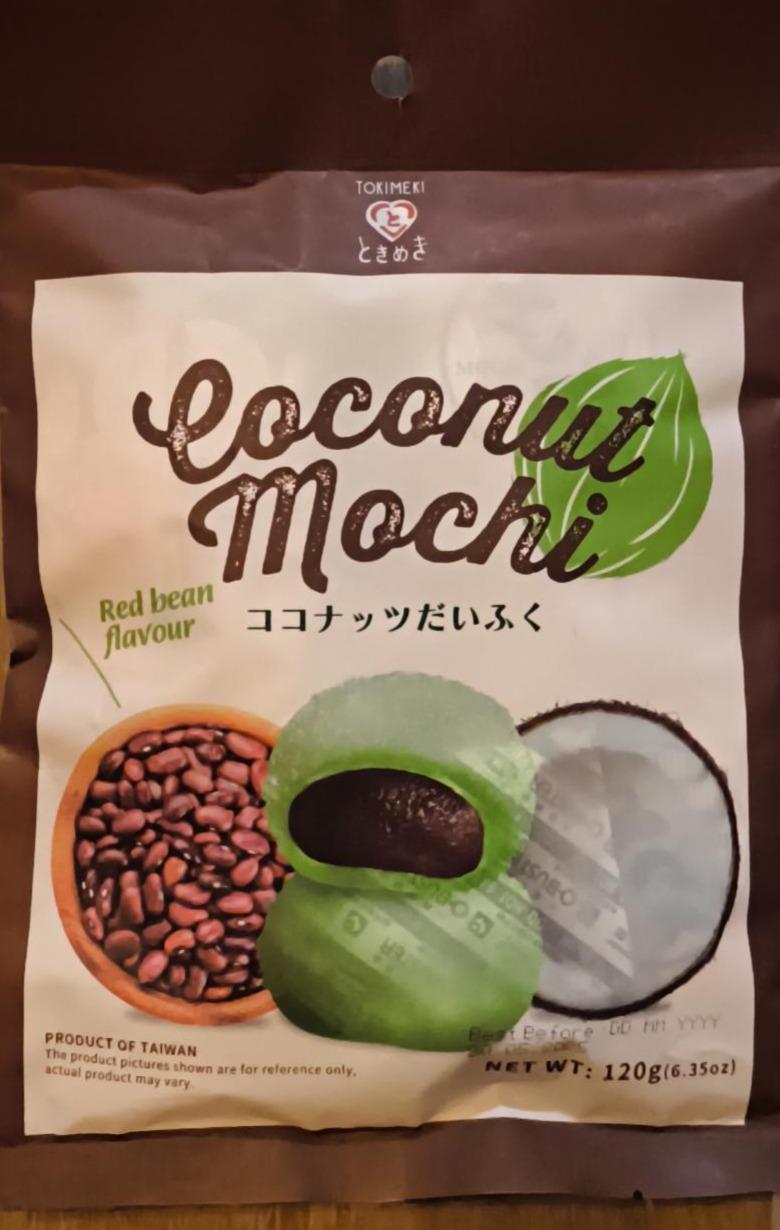 TOKIMEKI
と
ときめき
Coconut
Mochi
Red bean
flavour
ココナッツだいふく
PRODUCT OF TAIWAN
The product pictures shown are for reference only,
actual product may vary.
Best Before DD MM YYYY
NET WT: 120g(6.35oz)